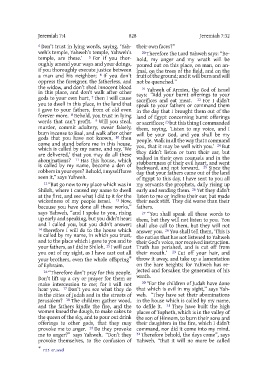 Jeremiah 7:4
828
Jeremiah 7:32
4 Don't trust in lying words, saying, 'Yahweh's temple, Yahweh's temple, Yahweh's temple, are these.' 5 For if you thoroughly amend your ways and your doings, if you thoroughly execute justice between a man and his neighbor; 6 if you don't oppress the foreigner, the fatherless, and the widow, and don't shed innocent blood in this place, and don't walk after other gods to your own hurt, 7 then I will cause you to dwell in this place, in the land that I gave to your fathers, from of old even forever more. 8 Behold, you trust in lying words that can't profit. 9 Will you steal, murder, commit adultery, swear falsely, burn incense to Baal, and walk after other gods that you have not known, 10 then come and stand before me in this house, which is called by my name, and say, 'We are delivered,' that you may do all these abominations? 11 Has this house, which is called by my name, become a den of robbers in your eyes? Behold, I myself have seen it," says Yahweh.
12 "But go now to my place which was in Shiloh, where I caused my name to dwell at the first, and see what I did to it for the wickedness of my people Israel. 13 Now, because you have done all these works," says Yahweh, "and I spoke to you, rising up early and speaking, but you didn't hear; and I called you, but you didn't answer;
14 therefore I will do to the house which is called by my name, in which you trust, and to the place which I gave to you and to your fathers, as I did to Shiloh. 15 I will cast you out of my sight, as I have cast out all your brothers, even the whole offspring of Ephraim.
16 "Therefore don't pray for this people. Don't lift up a cry or prayer for them or make intercession to me; for I will not hear you. 17 Don't you see what they do in the cities of Judah and in the streets of Jerusalem? 18 The children gather wood, and the fathers kindle the fire, and the women knead the dough, to make cakes to the queen of the sky, and to pour out drink offerings to other gods, that they may provoke me to anger. 19 Do they provoke me to anger?" says Yahweh. "Don't they provoke themselves, to the confusion of
their own faces?"
20 Therefore the Lord Yahweh says: "Behold, my anger and my wrath will be poured out on this place, on man, on animal, on the trees of the field, and on the fruit of the ground; and it will burn and will not be quenched."
21 Yahweh of Armies, the God of Israel says: "Add your burnt offerings to your sacrifices and eat meat. 22 For I didn't speak to your fathers or command them in the day that I brought them out of the land of Egypt concerning burnt offerings or sacrifices; 23 but this thing I commanded them, saying, 'Listen to my voice, and I will be your God, and you shall be my people. Walk in all the way that I command you, that it may be well with you.' 24 But they didn't listen or turn their ear, but walked in their own counsels and in the stubbornness of their evil heart, and went backward, and not forward. 25 Since the day that your fathers came out of the land of Egypt to this day, I have sent to you all my servants the prophets, daily rising up early and sending them. 26 Yet they didn't listen to me or incline their ear, but made their neck stiff. They did worse than their fathers.
27 "You shall speak all these words to them, but they will not listen to you. You shall also call to them, but they will not answer you. 28 You shall tell them, 'This is the nation that has not listened to Yahweh their God's voice, nor received instruction. Truth has perished, and is cut off from their mouth.' 29 Cut off your hair, and throw it away, and take up a lamentation on the bare heights; for Yahweh has rejected and forsaken the generation of his wrath.
30 "For the children of Judah have done that which is evil in my sight," says Yahweh. "They have set their abominations in the house which is called by my name, to defile it. 31 They have built the high places of Topheth, which is in the valley of the son of Hinnom, to burn their sons and their daughters in the fire, which I didn't command, nor did it come into my mind. 32 Therefore behold, the days come", says Yahweh, "that it will no more be called